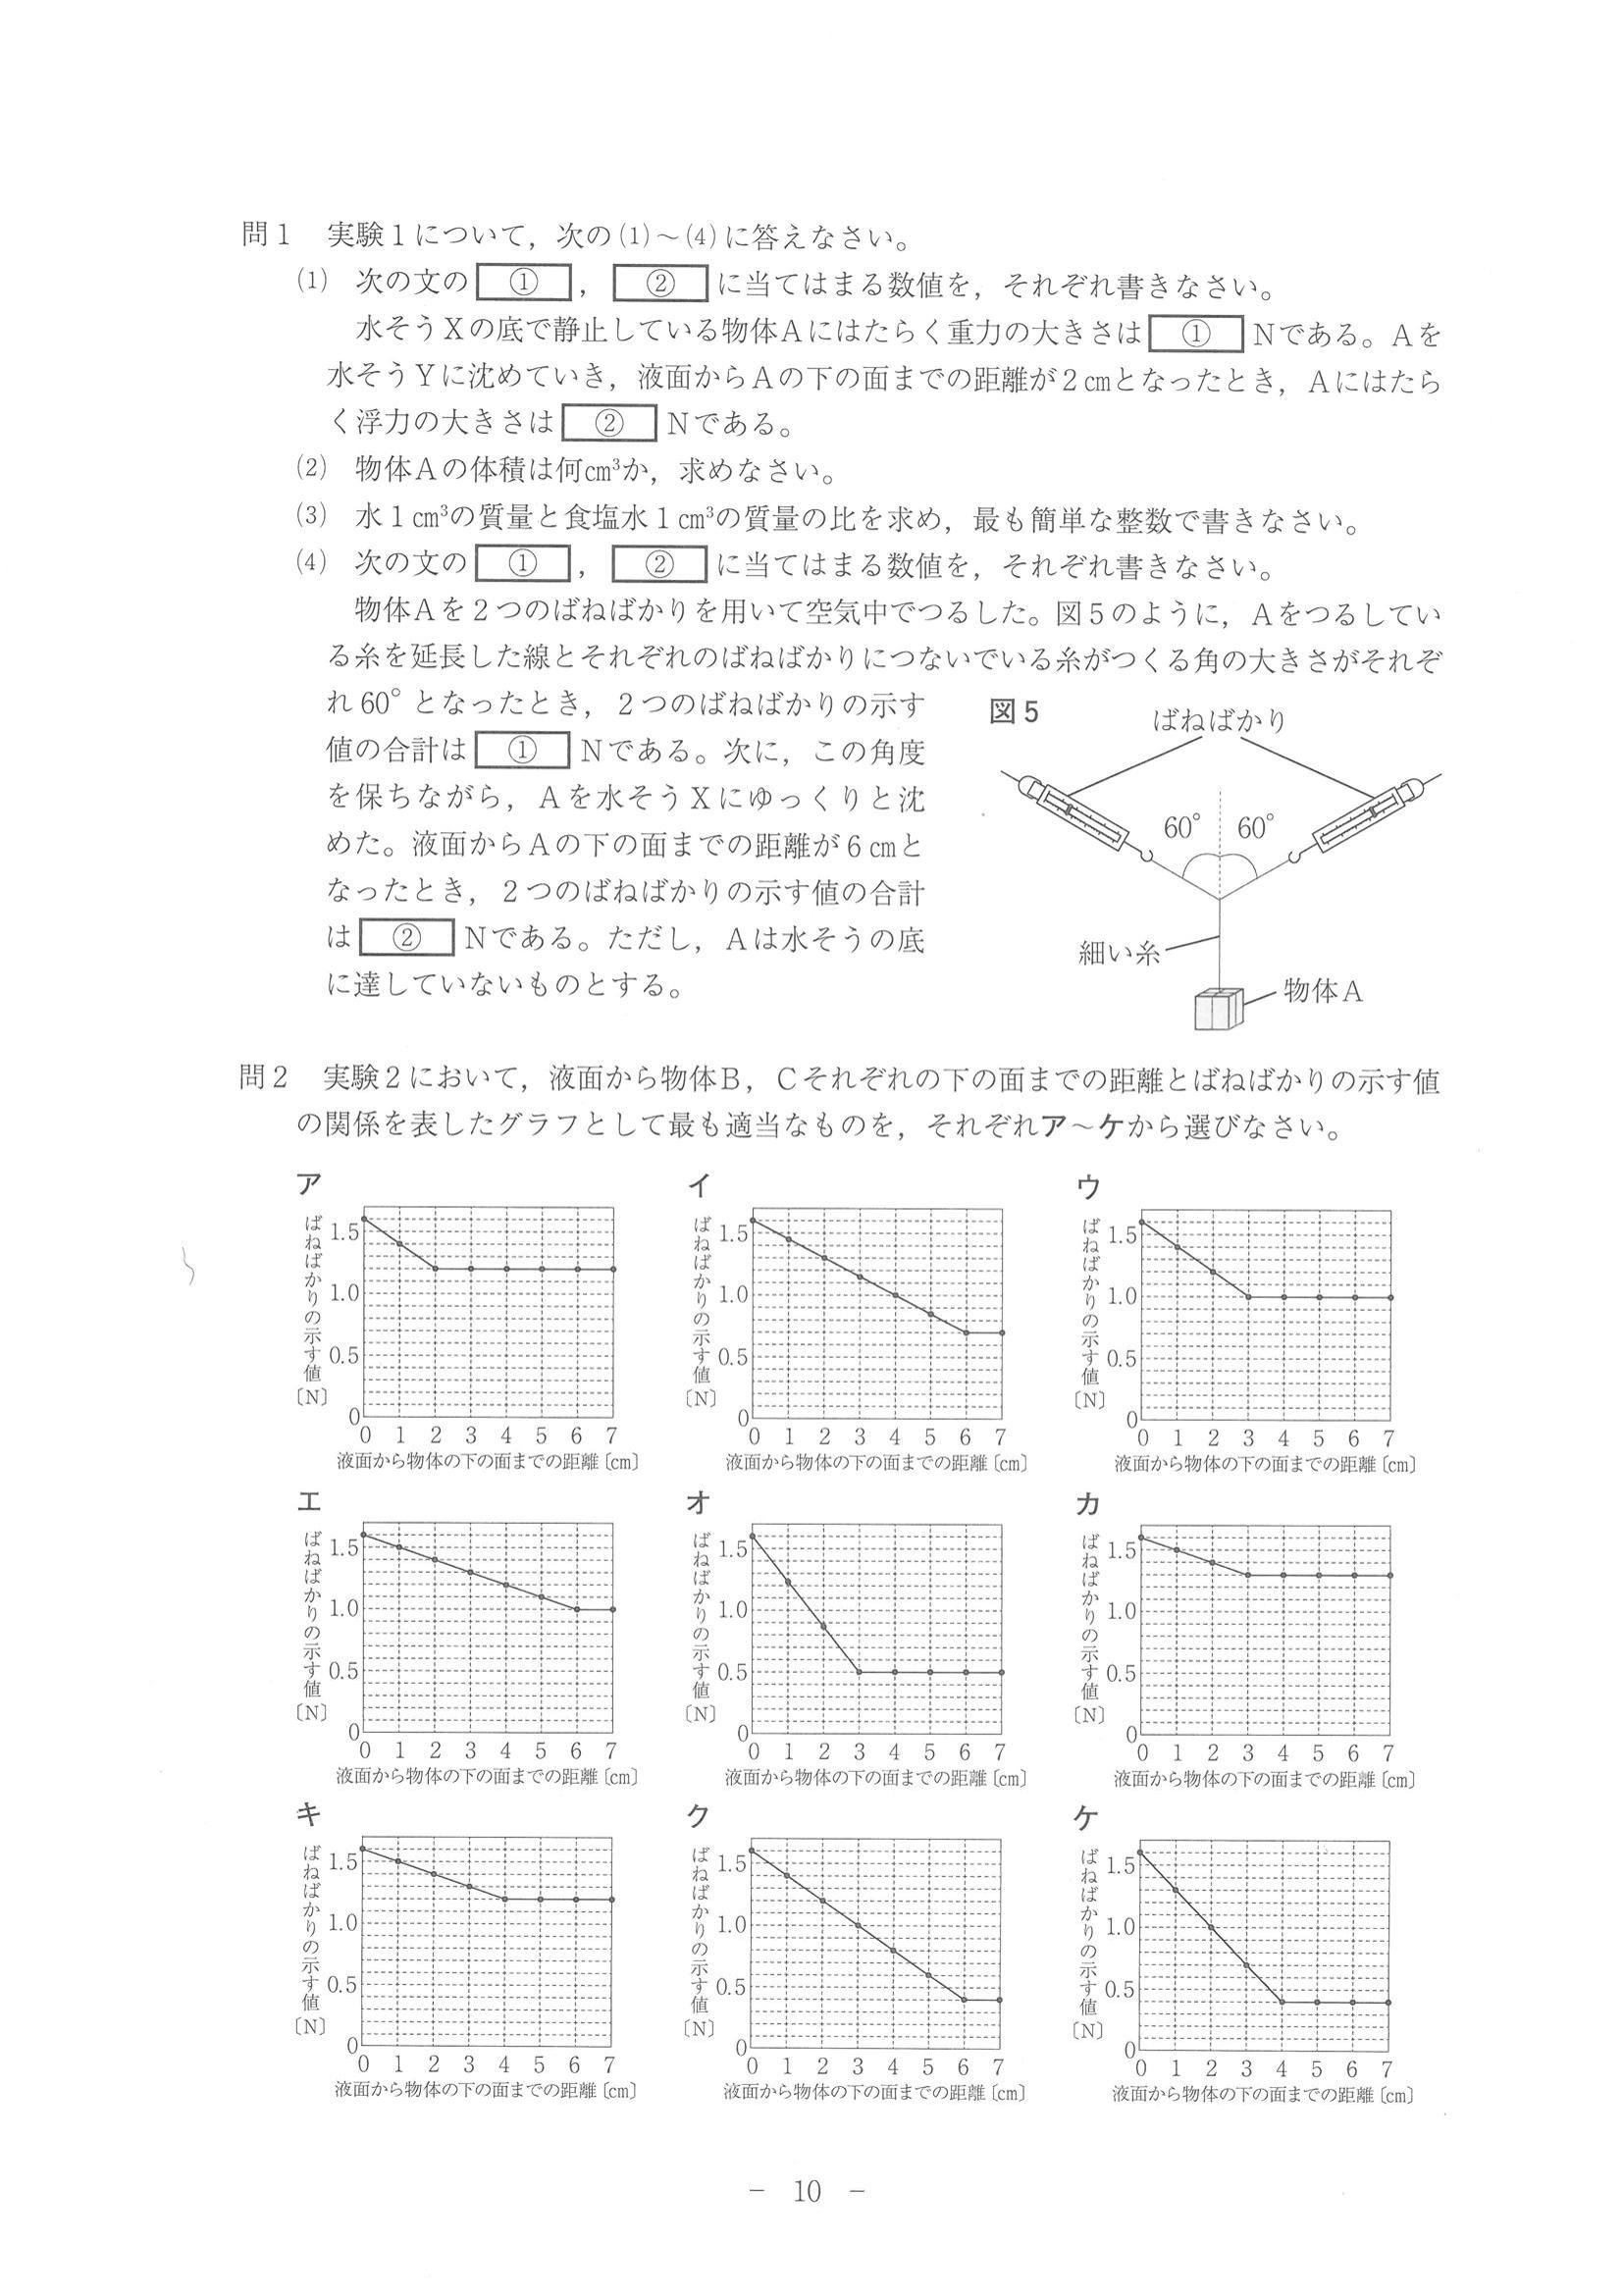 問1 実験1について，次の(1)～(4)に答えなさい。
(1) 次の文の ① ， ② に当てはまる数値を，それぞれ書きなさい。
水そうXの底で静止している物体Aにはたらく重力の大きさは ① Nである。Aを
水そうYに沈めていき，液面からAの下の面までの距離が2cmとなったとき，Aにはたら
く浮力の大きさは ② Nである。
(2) 物体Aの体積は何cm³か，求めなさい。
(3) 水1cm³の質量と食塩水1cm³の質量の比を求め，最も簡単な整数で書きなさい。
(4) 次の文の ① ， ② に当てはまる数値を，それぞれ書きなさい。
物体Aを2つのばねばかりを用いて空気中でつるした。図5のように，Aをつるしてい
る糸を延長した線とそれぞれのばねばかりにつないでいる糸がつくる角の大きさがそれぞ
れ60°となったとき，2つのばねばかりの示す
値の合計は ① Nである。次に，この角度
を保ちながら，Aを水そうXにゆっくりと沈
めた。液面からAの下の面までの距離が6cmと
なったとき，2つのばねばかりの示す値の合計
は ② Nである。ただし，Aは水そうの底
に達していないものとする。
図5
ばねばかり
60° 60°
細い糸
物体A
問2 実験2において，液面から物体B，Cそれぞれの下の面までの距離とばねばかりの示す値
の関係を表したグラフとして最も適当なものを，それぞれア～ケから選びなさい。
ア
ばねばかりの示す値〔N〕
1.5
1.0
0.5
0
0 1 2 3 4 5 6 7
液面から物体の下の面までの距離〔cm〕
イ
ばねばかりの示す値〔N〕
1.5
1.0
0.5
0
0 1 2 3 4 5 6 7
液面から物体の下の面までの距離〔cm〕
ウ
ばねばかりの示す値〔N〕
1.5
1.0
0.5
0
0 1 2 3 4 5 6 7
液面から物体の下の面までの距離〔cm〕
エ
ばねばかりの示す値〔N〕
1.5
1.0
0.5
0
0 1 2 3 4 5 6 7
液面から物体の下の面までの距離〔cm〕
オ
ばねばかりの示す値〔N〕
1.5
1.0
0.5
0
0 1 2 3 4 5 6 7
液面から物体の下の面までの距離〔cm〕
カ
ばねばかりの示す値〔N〕
1.5
1.0
0.5
0
0 1 2 3 4 5 6 7
液面から物体の下の面までの距離〔cm〕
キ
ばねばかりの示す値〔N〕
1.5
1.0
0.5
0
0 1 2 3 4 5 6 7
液面から物体の下の面までの距離〔cm〕
ク
ばねばかりの示す値〔N〕
1.5
1.0
0.5
0
0 1 2 3 4 5 6 7
液面から物体の下の面までの距離〔cm〕
ケ
ばねばかりの示す値〔N〕
1.5
1.0
0.5
0
0 1 2 3 4 5 6 7
液面から物体の下の面までの距離〔cm〕
－ 10 －